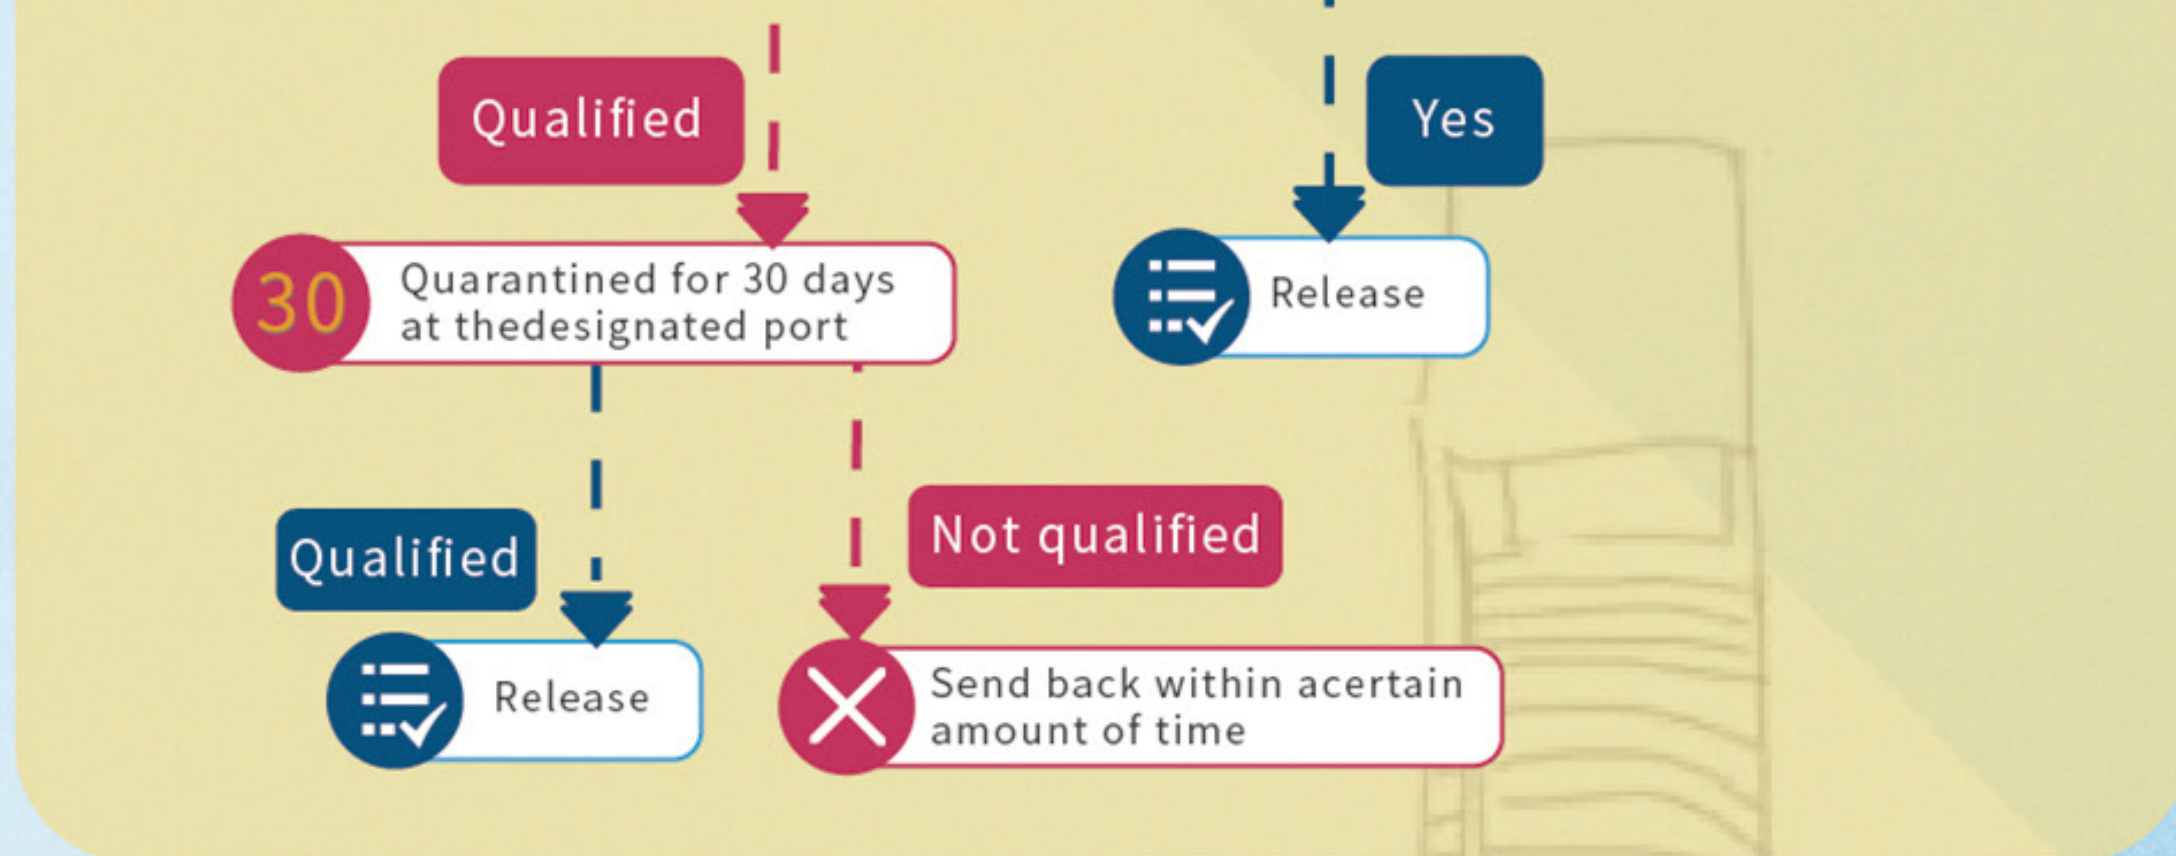 Qualified
Yes
30
Quarantined for 30 days
at thedesignated port
Release
Qualified
Not qualified
Release
Send back within acertain
amount of time